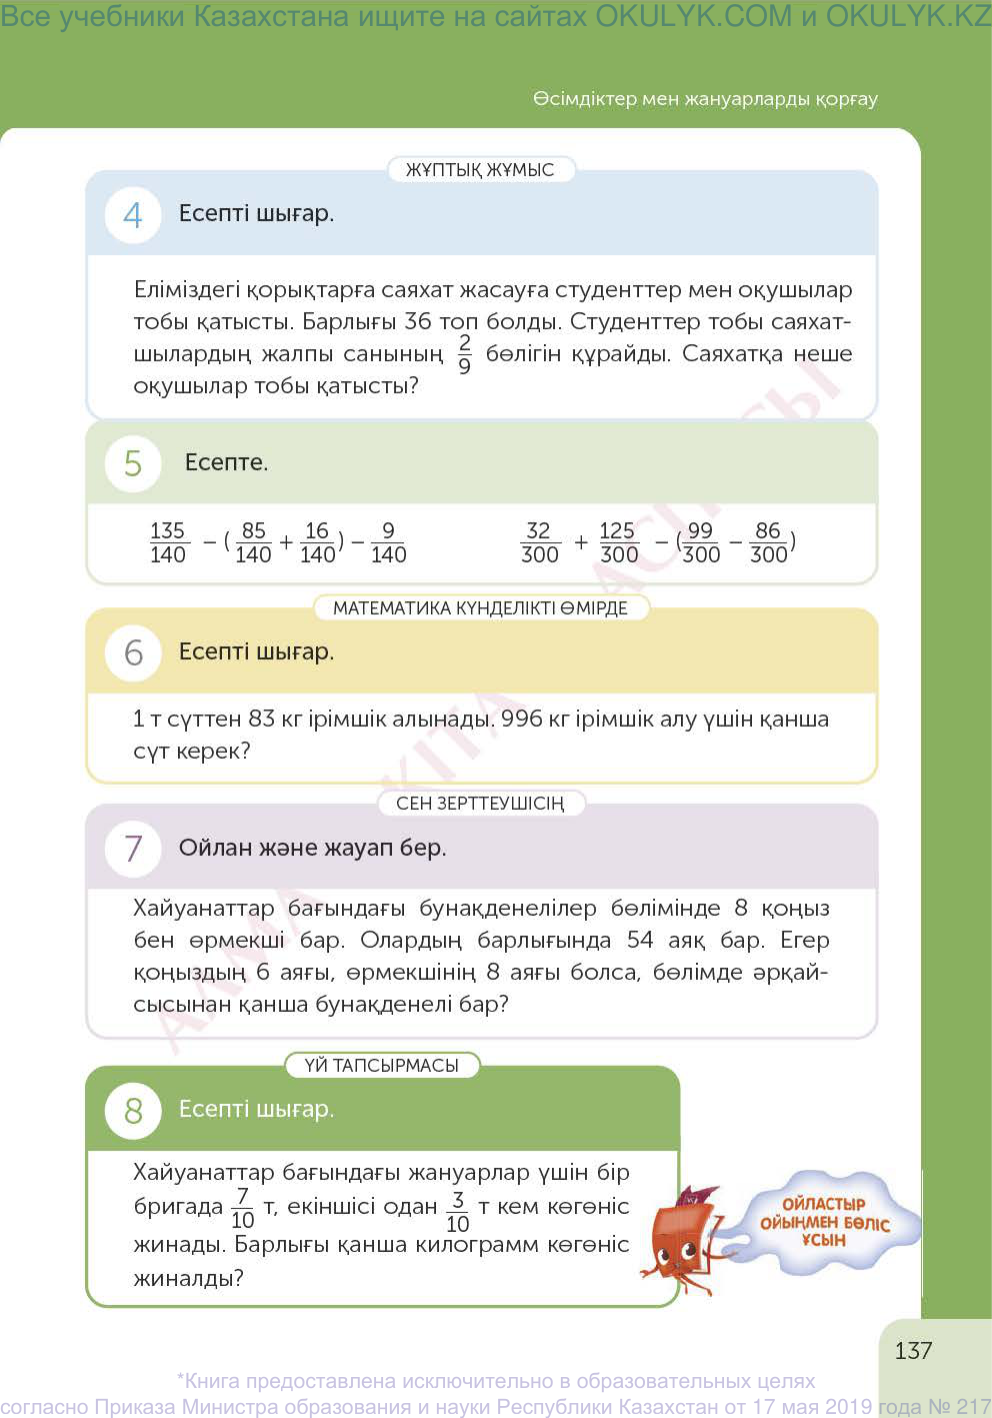 Все учебники Казахстана ищите на сайтах OKULYK.COM и OKULYK.KZ
Өсімдіктер мен жануарларды қорғау
ЖҰПТЫҚ ЖҰМЫС
4 Есепті шығар.
Еліміздегі қорықтарға саяхат жасауға студенттер мен оқушылар
тобы қатысты. Барлығы 36 топ болды. Студенттер тобы саяхат-
шылардың жалпы санының 2/9 бөлігін құрайды. Саяхатқа неше
оқушылар тобы қатысты?
5 Есепте.
135/140 – (85/140 + 16/140) – 9/140 32/300 + 125/300 – (99/300 – 86/300)
МАТЕМАТИКА КҮНДЕЛІКТІ ӨМІРДЕ
6 Есепті шығар.
1 т сүттен 83 кг ірімшік алынады. 996 кг ірімшік алу үшін қанша
сүт керек?
СЕН ЗЕРТТЕУШІСІҢ
7 Ойлан және жауап бер.
Хайуанаттар бағындағы бунақденелілер бөлімінде 8 қоңыз
бен өрмекші бар. Олардың барлығында 54 аяқ бар. Егер
қоңыздың 6 аяғы, өрмекшінің 8 аяғы болса, бөлімде әрқай-
сысынан қанша бунақденелі бар?
ҮЙ ТАПСЫРМАСЫ
8 Есепті шығар.
Хайуанаттар бағындағы жануарлар үшін бір
бригада 7/10 т, екіншісі одан 3/10 т кем көгөніс
жинады. Барлығы қанша килограмм көгөніс
жиналды?
ОЙЛАСТЫР
ОЙЫҢМЕН БӨЛІС
ҰСЫН
137
*Книга предоставлена исключительно в образовательных целях
согласно Приказа Министра образования и науки Республики Казахстан от 17 мая 2019 года № 217